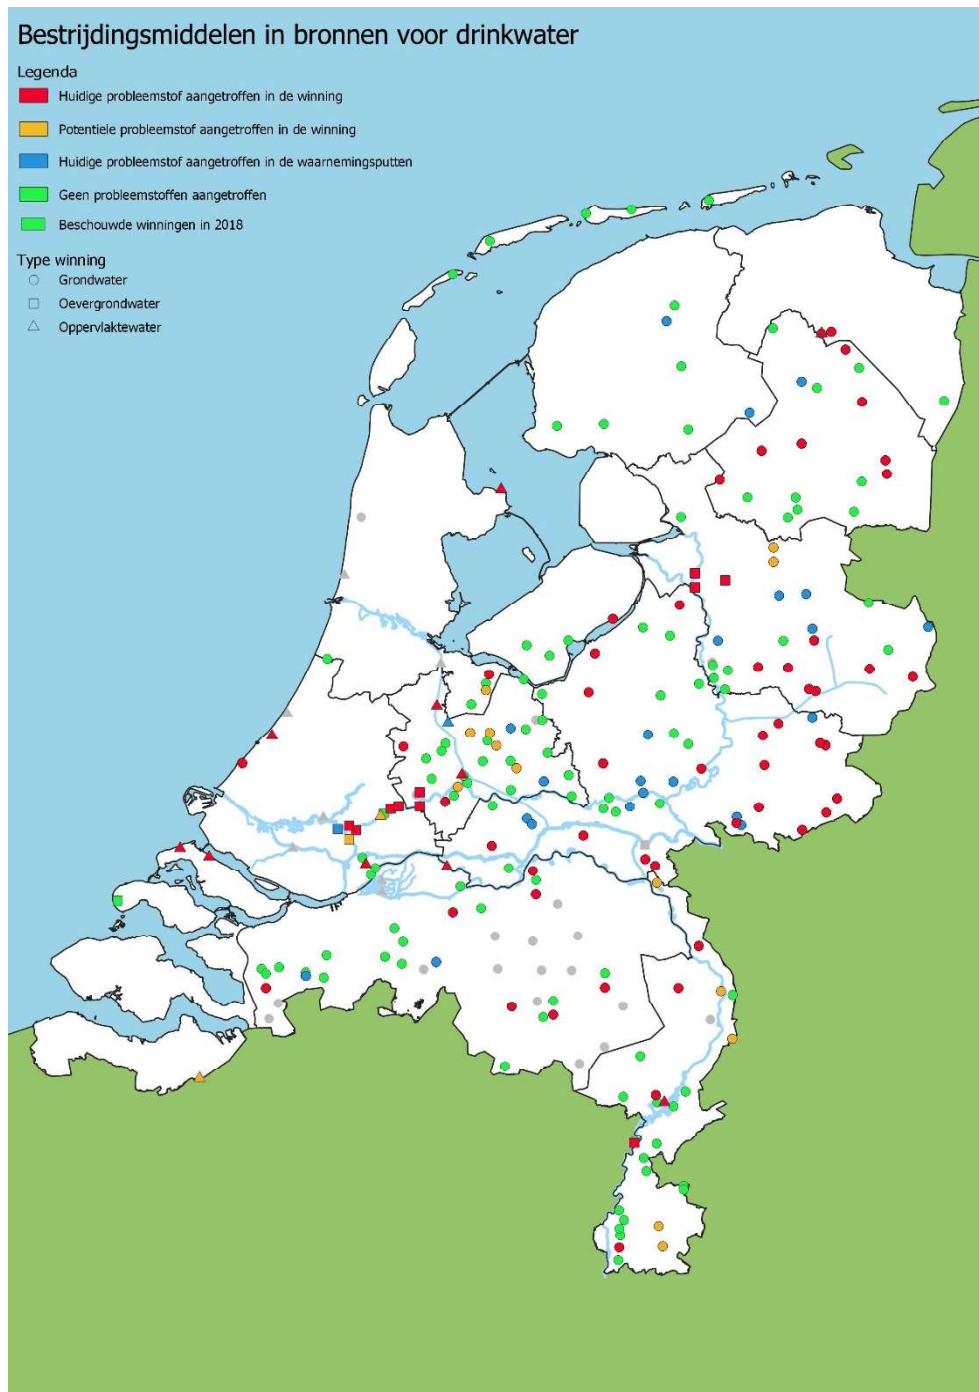 Bestrijdingsmiddelen in bronnen voor drinkwater
Legenda
Huidige probleemstof aangetroffen in de winning
Potentiele probleemstof aangetroffen in de winning
Huidige probleemstof aangetroffen in de waarnemingsputten
Geen probleemstoffen aangetroffen
Beschouwde winningen in 2018
Type winning
Grondwater
Oevergrondwater
Oppervlaktewater